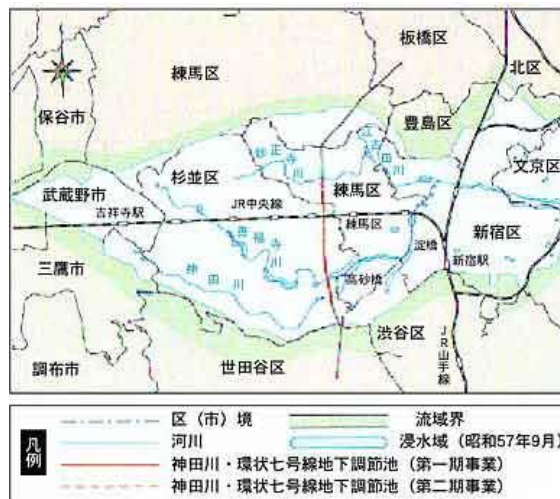 板橋区
北区
練馬区
保谷市
豊島区
文京区
妙正寺川
江古田川
杉並区
練馬区
武蔵野市
JR中央線
吉祥寺駅
練馬区
淀橋
新宿区
善福寺川
新宿駅
三鷹市
神田川
高砂橋
渋谷区
JR山手線
世田谷区
調布市
凡例
区（市）境
流域界
河川
浸水域（昭和57年9月）
神田川・環状七号線地下調節池（第一期事業）
神田川・環状七号線地下調節池（第二期事業）